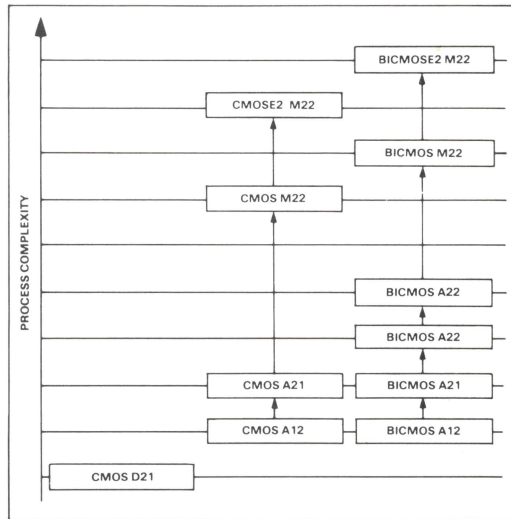 BICMOSE2 M22
CMOSE2 M22
BICMOS M22
CMOS M22
PROCESS COMPLEXITY
BICMOS A22
BICMOS A22
CMOS A21
BICMOS A21
CMOS A12
BICMOS A12
CMOS D21